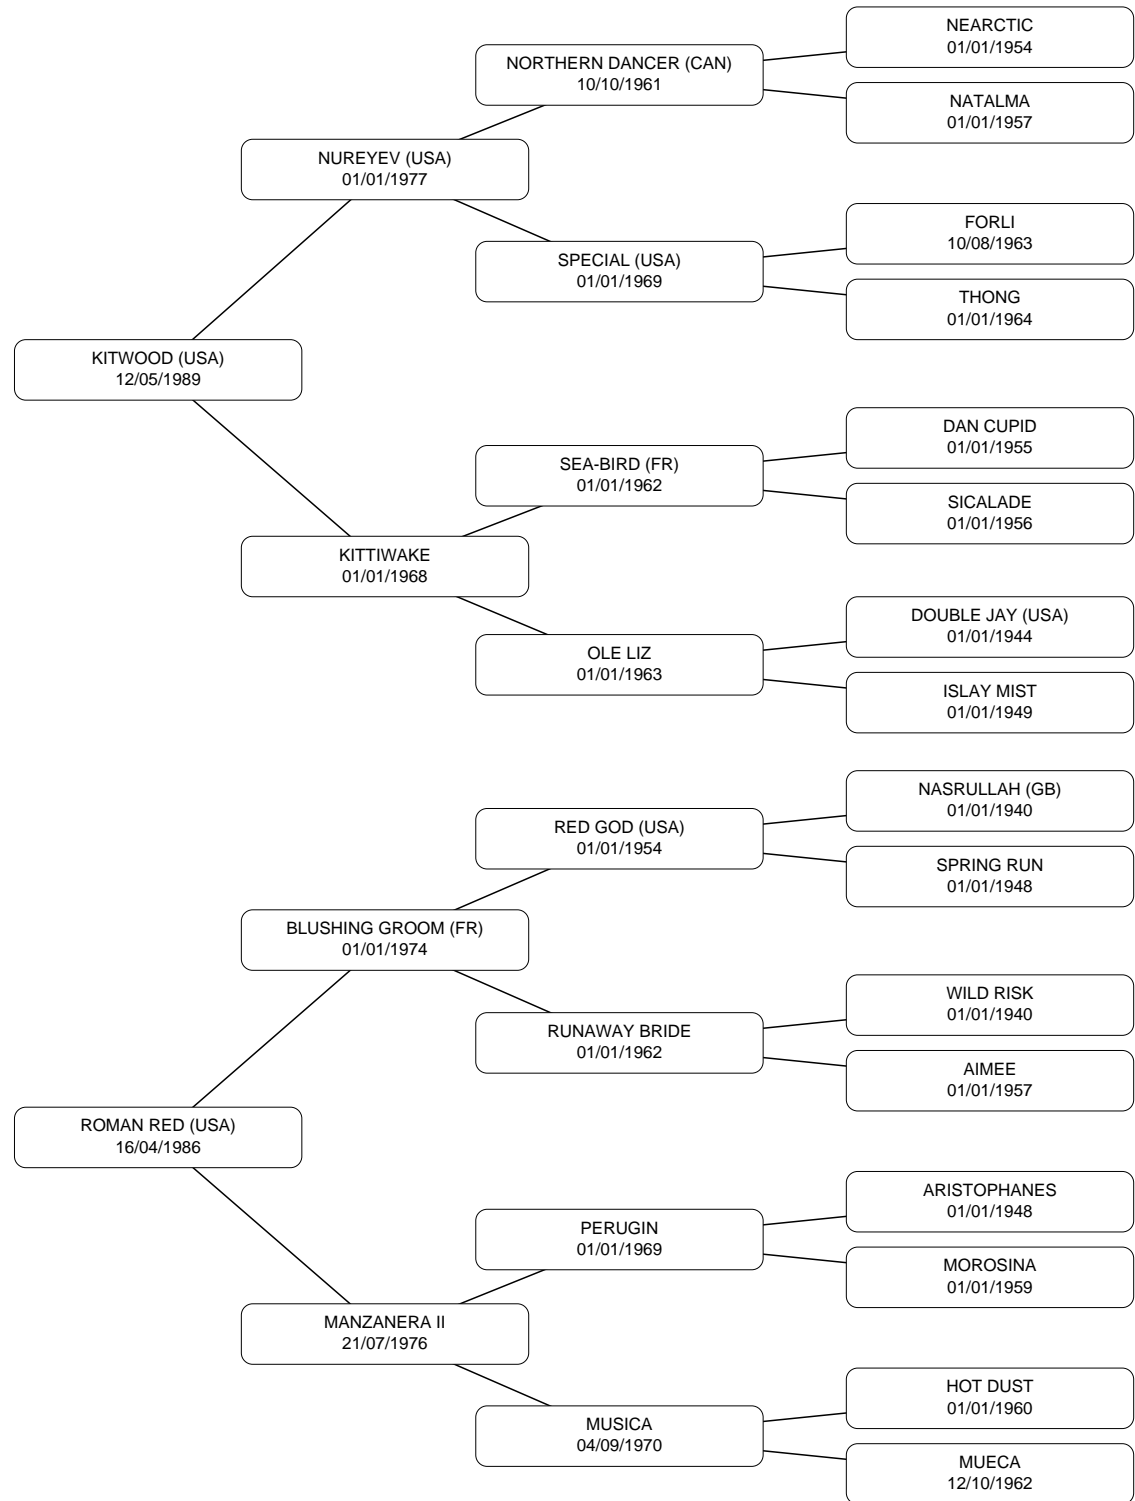 NEARCTIC
01/01/1954
NORTHERN DANCER (CAN)
10/10/1961
NATALMA
01/01/1957
NUREYEV (USA)
01/01/1977
FORLI
10/08/1963
SPECIAL (USA)
01/01/1969
THONG
01/01/1964
KITWOOD (USA)
12/05/1989
DAN CUPID
01/01/1955
SEA-BIRD (FR)
01/01/1962
SICALADE
01/01/1956
KITTIWAKE
01/01/1968
DOUBLE JAY (USA)
01/01/1944
OLE LIZ
01/01/1963
ISLAY MIST
01/01/1949
NASRULLAH (GB)
01/01/1940
RED GOD (USA)
01/01/1954
SPRING RUN
01/01/1948
BLUSHING GROOM (FR)
01/01/1974
WILD RISK
01/01/1940
RUNAWAY BRIDE
01/01/1962
AIMEE
01/01/1957
ROMAN RED (USA)
16/04/1986
ARISTOPHANES
01/01/1948
PERUGIN
01/01/1969
MOROSINA
01/01/1959
MANZANERA II
21/07/1976
HOT DUST
01/01/1960
MUSICA
04/09/1970
MUECA
12/10/1962